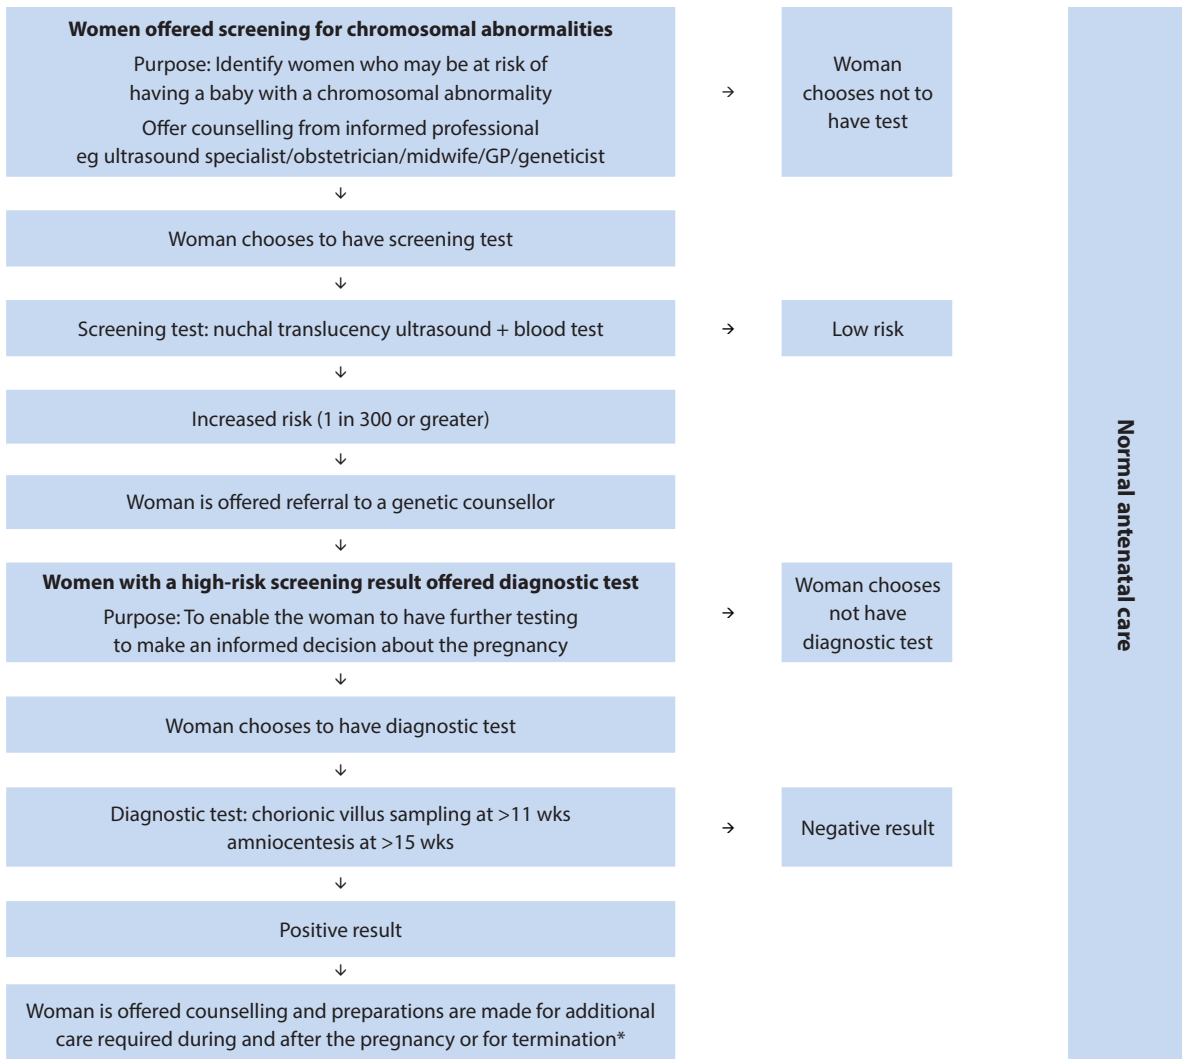 Women offered screening for chromosomal abnormalities
Purpose: Identify women who may be at risk of
having a baby with a chromosomal abnormality
Offer counselling from informed professional
eg ultrasound specialist/obstetrician/midwife/GP/geneticist
→
Woman
chooses not to
have test
↓
Woman chooses to have screening test
↓
Screening test: nuchal translucency ultrasound + blood test
→
Low risk
↓
Increased risk (1 in 300 or greater)
↓
Woman is offered referral to a genetic counsellor
↓
Women with a high-risk screening result offered diagnostic test
Purpose: To enable the woman to have further testing
to make an informed decision about the pregnancy
→
Woman chooses
not have
diagnostic test
↓
Woman chooses to have diagnostic test
↓
Diagnostic test: chorionic villus sampling at >11 wks
amniocentesis at >15 wks
→
Negative result
↓
Positive result
↓
Woman is offered counselling and preparations are made for additional
care required during and after the pregnancy or for termination*
Normal antenatal care